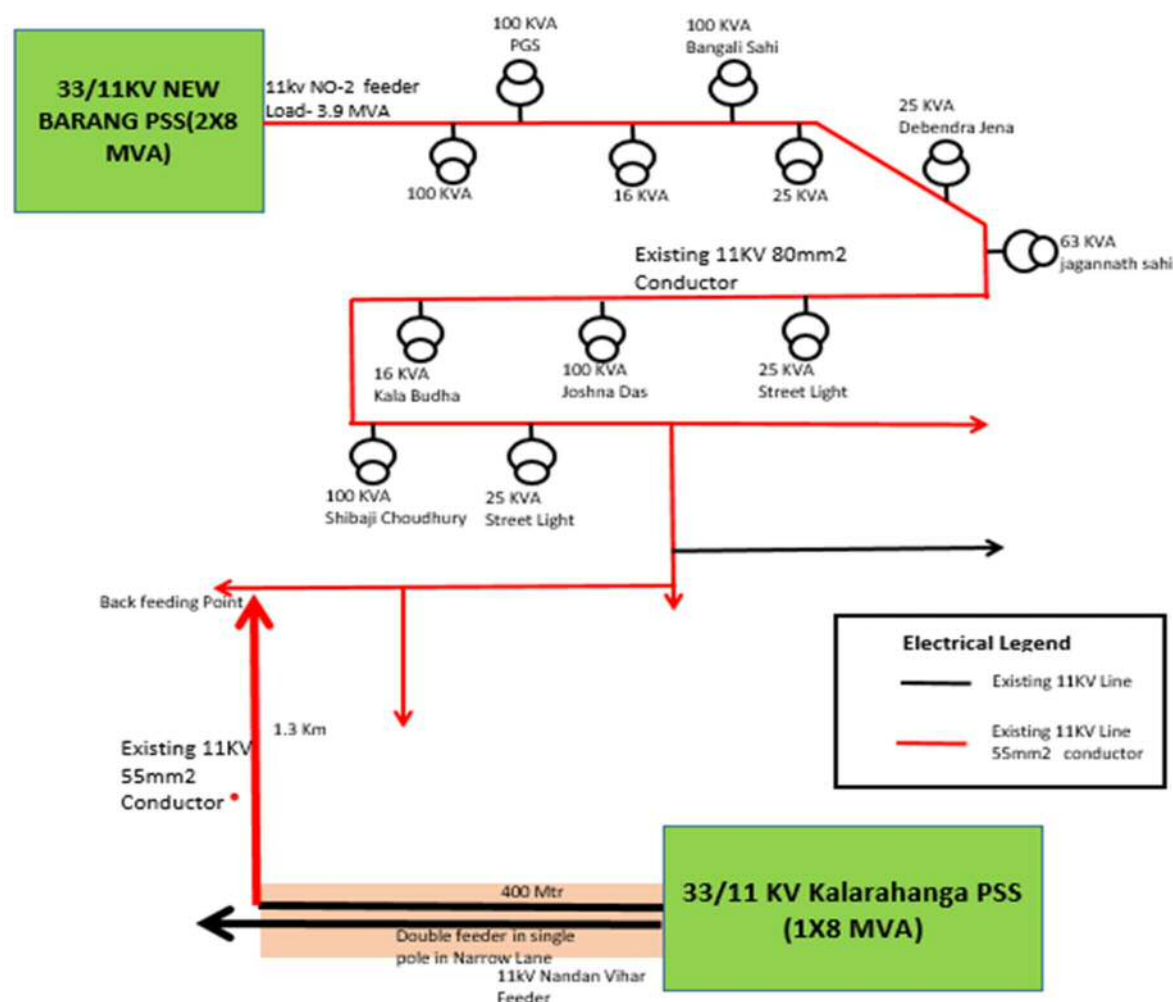 33/11KV NEW
BARANG PSS(2X8
MVA)
11kv NO-2 feeder
Load- 3.9 MVA
100 KVA
PGS
100 KVA
Bangali Sahi
25 KVA
Debendra Jena
100 KVA
16 KVA
25 KVA
63 KVA
jagannath sahi
Existing 11KV 80mm2
Conductor
16 KVA
Kala Budha
100 KVA
Joshna Das
25 KVA
Street Light
100 KVA
Shibaji Choudhury
25 KVA
Street Light
Back feeding Point
Electrical Legend
Existing 11KV Line
Existing 11KV Line
55mm2 conductor
1.3 Km
Existing 11KV
55mm2
Conductor
400 Mtr
Double feeder in single
pole in Narrow Lane
11kV Nandan Vihar
Feeder
33/11 KV Kalarahanga PSS
(1X8 MVA)